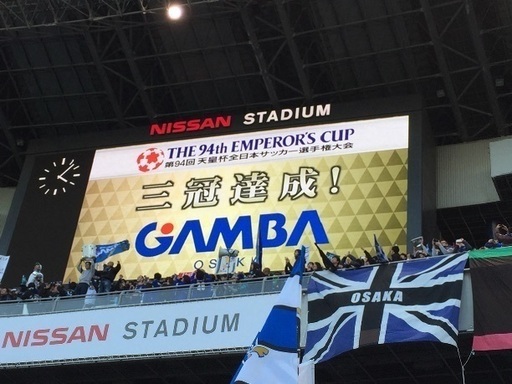 NISSAN STADIUM
THE 94th EMPEROR'S CUP
第94回 天皇杯全日本サッカー選手権大会
三冠達成!
GAMBA
OSAKA
OSAKA
NISSAN STADIUM